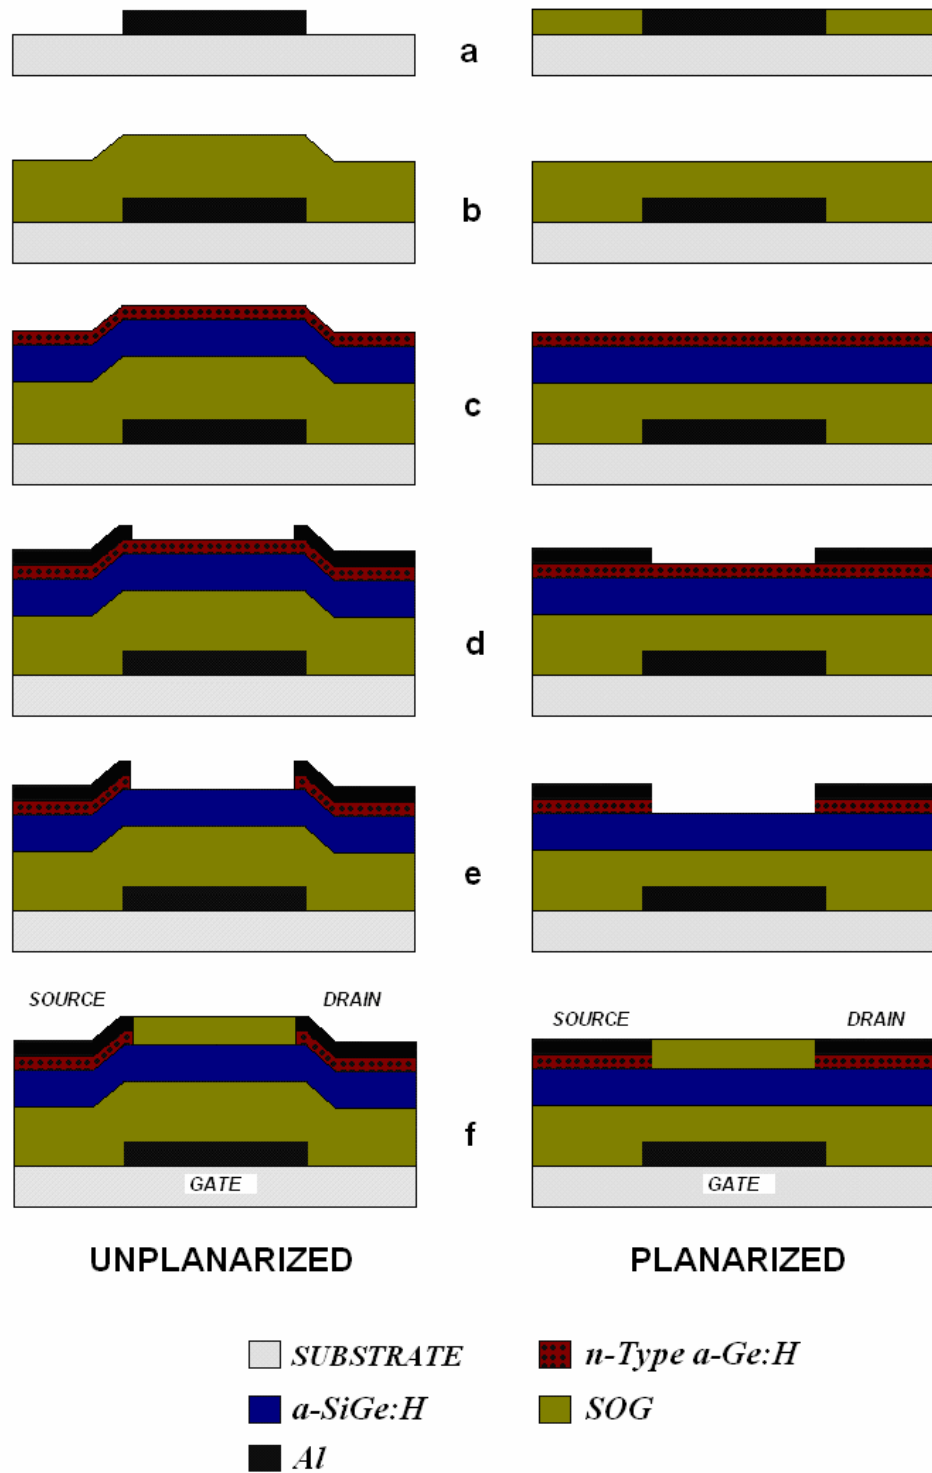 a
b
c
d
e
SOURCE DRAIN SOURCE DRAIN
f
GATE GATE
UNPLANARIZED PLANARIZED
SUBSTRATE n-Type a-Ge:H
a-SiGe:H SOG
Al